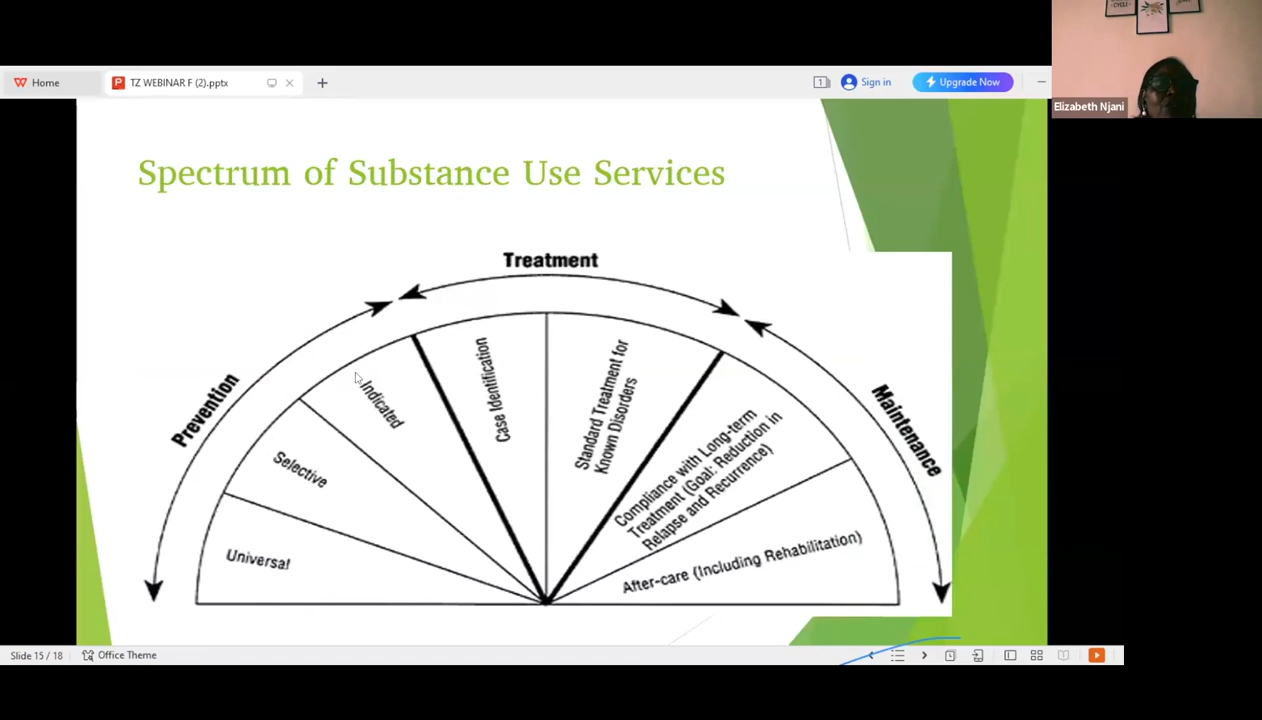 Home
TZ WEBINAR F (2).pptx
1
Sign in
Upgrade Now
Elizabeth Njani
Spectrum of Substance Use Services
Treatment
Prevention
Maintenance
Universal
Selective
Indicated
Case Identification
Standard Treatment for
Known Disorders
Compliance with Long-term
Treatment (Goal: Reduction in
Relapse and Recurrence)
After-care (Including Rehabilitation)
Slide 15 / 18
Office Theme